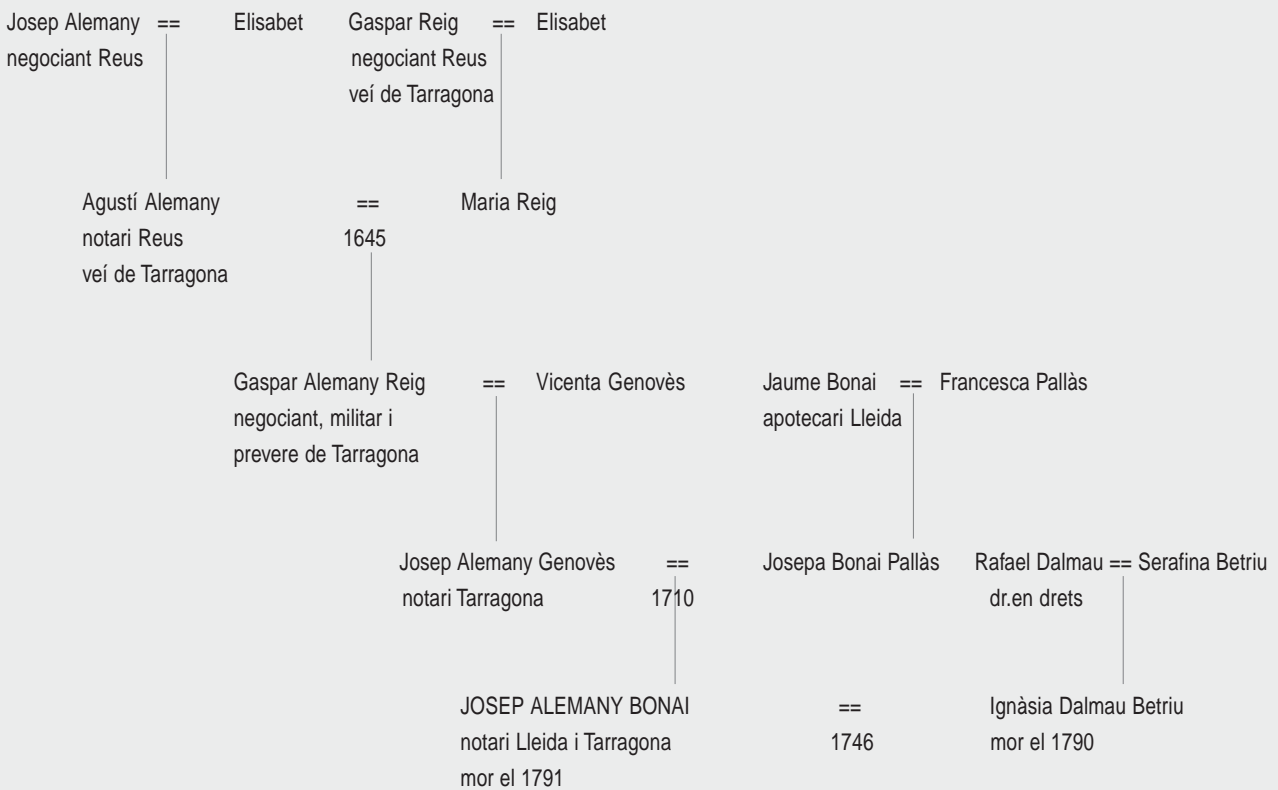 Josep Alemany == Elisabet Gaspar Reig == Elisabet
negociant Reus negociant Reus
veí de Tarragona
Agustí Alemany == Maria Reig
notari Reus 1645
veí de Tarragona
Gaspar Alemany Reig == Vicenta Genovès Jaume Bonai == Francesca Pallàs
negociant, militar i apotecari Lleida
prevere de Tarragona
Josep Alemany Genovès == Josepa Bonai Pallàs Rafael Dalmau == Serafina Betriu
notari Tarragona 1710 dr.en drets
JOSEP ALEMANY BONAI == Ignàsia Dalmau Betriu
notari Lleida i Tarragona 1746 mor el 1790
mor el 1791